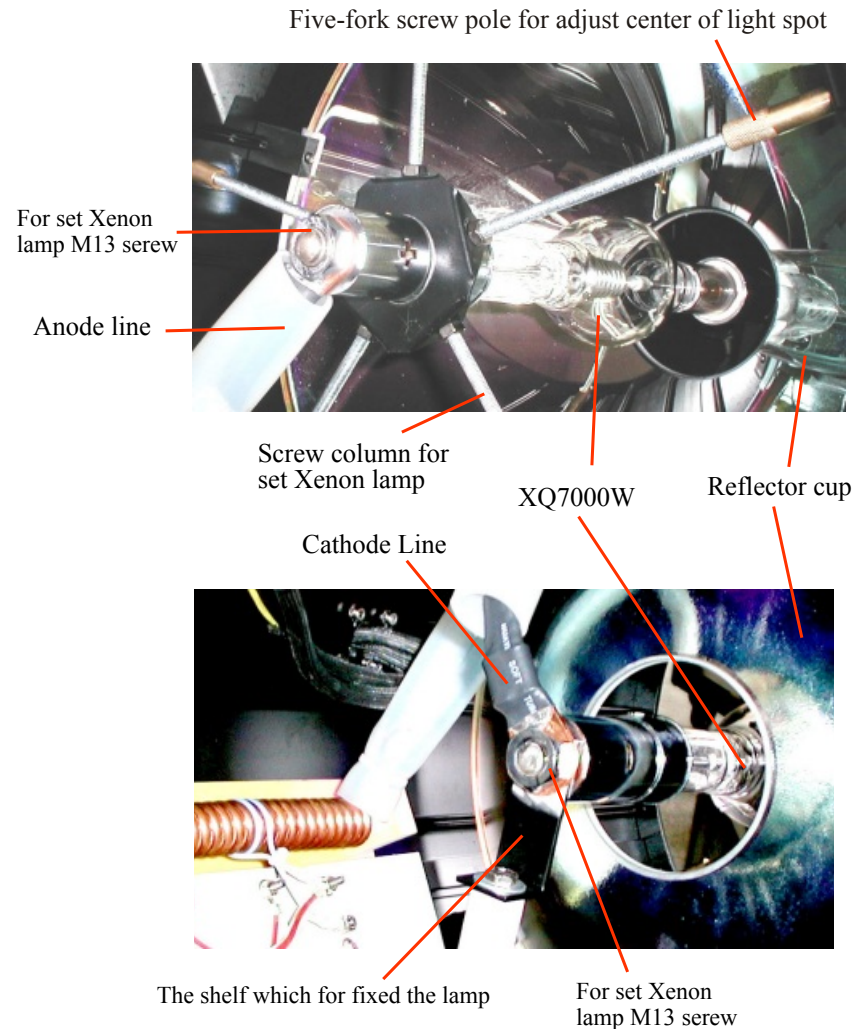 Five-fork screw pole for adjust center of light spot
For set Xenon
lamp M13 serew
Anode line
Screw column for
set Xenon lamp
XQ7000W
Reflector cup
Cathode Line
SOFT
The shelf which for fixed the lamp
For set Xenon
lamp M13 serew